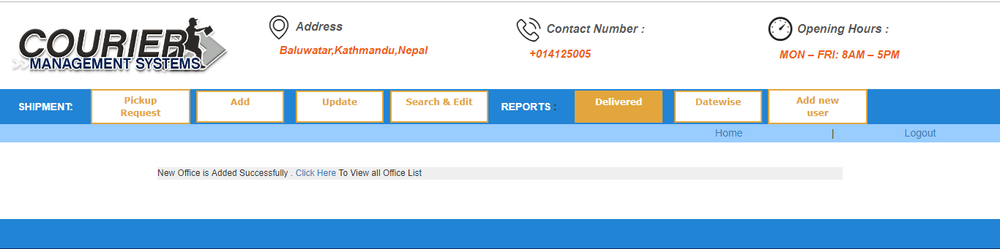 COURIER
MANAGEMENT SYSTEMS
Address
Baluwatar,Kathmandu,Nepal
Contact Number :
+014125005
Opening Hours :
MON – FRI: 8AM – 5PM
SHIPMENT:
Pickup
Request
Add
Update
Search & Edit
REPORTS :
Delivered
Datewise
Add new
user
Home | Logout
New Office is Added Successfully . Click Here To View all Office List